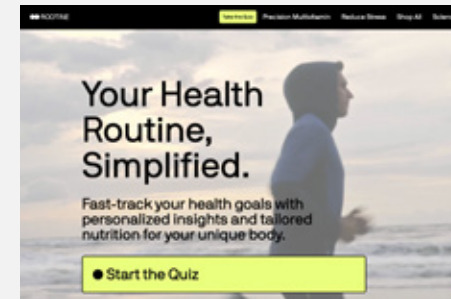 ROOTINE
Take the Quiz Precision Multivitamin Reduce Stress Shop All
Your Health
Routine,
Simplified.
Fast-track your health goals with
personalized insights and tailored
nutrition for your unique body.
Start the Quiz